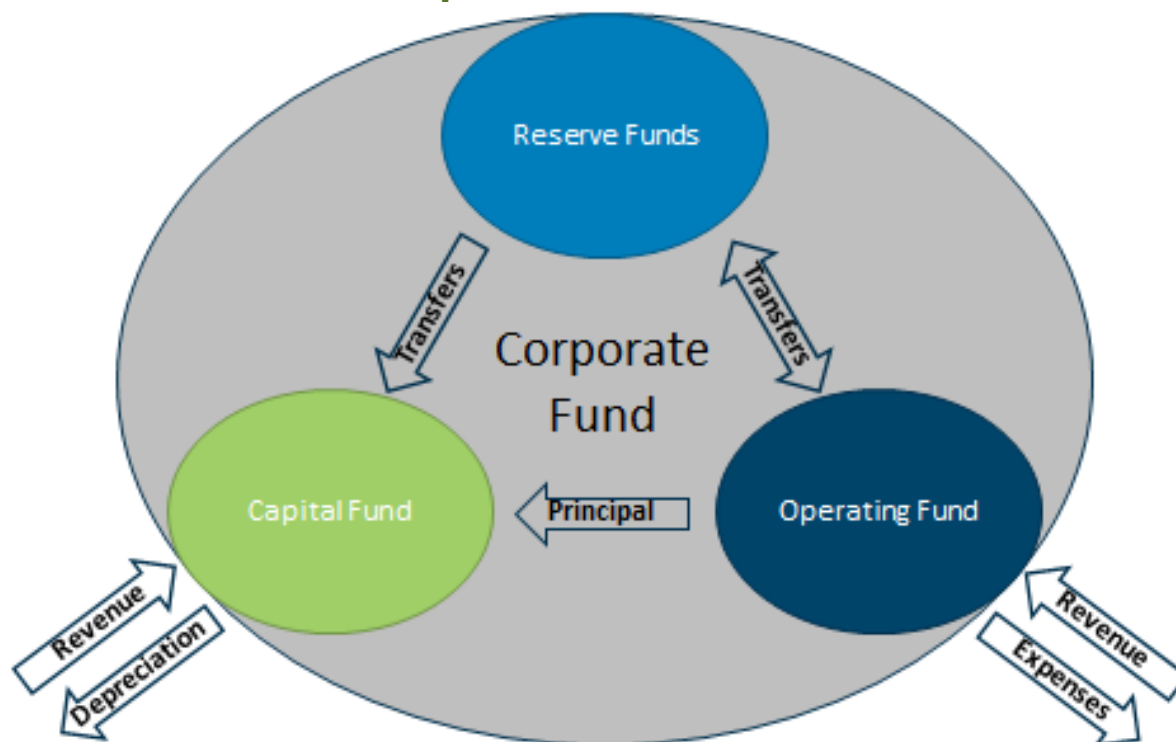 Reserve Funds
Transfers
Transfers
Corporate
Fund
Capital Fund
Principal
Operating Fund
Revenue
Depreciation
Revenue
Expenses